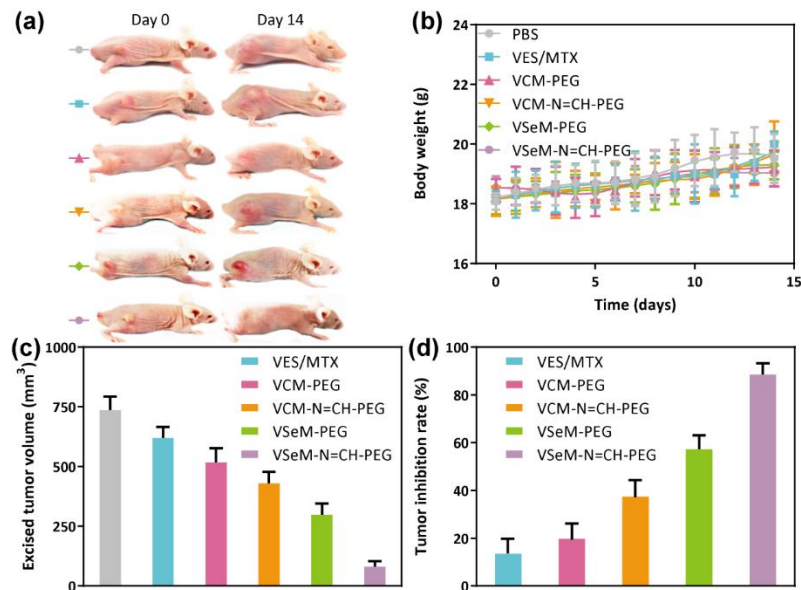 (a)
Day 0
Day 14
(b)
24
22
20
18
16
Body weight (g)
PBS
VES/MTX
VCM-PEG
VCM-N=CH-PEG
VSeM-PEG
VSeM-N=CH-PEG
0
5
10
15
Time (days)
(c)
1000
750
500
250
0
Excised tumor volume (mm³)
VES/MTX
VCM-PEG
VCM-N=CH-PEG
VSeM-PEG
VSeM-N=CH-PEG
(d)
100
80
60
40
20
0
Tumor inhibition rate (%)
VES/MTX
VCM-PEG
VCM-N=CH-PEG
VSeM-PEG
VSeM-N=CH-PEG